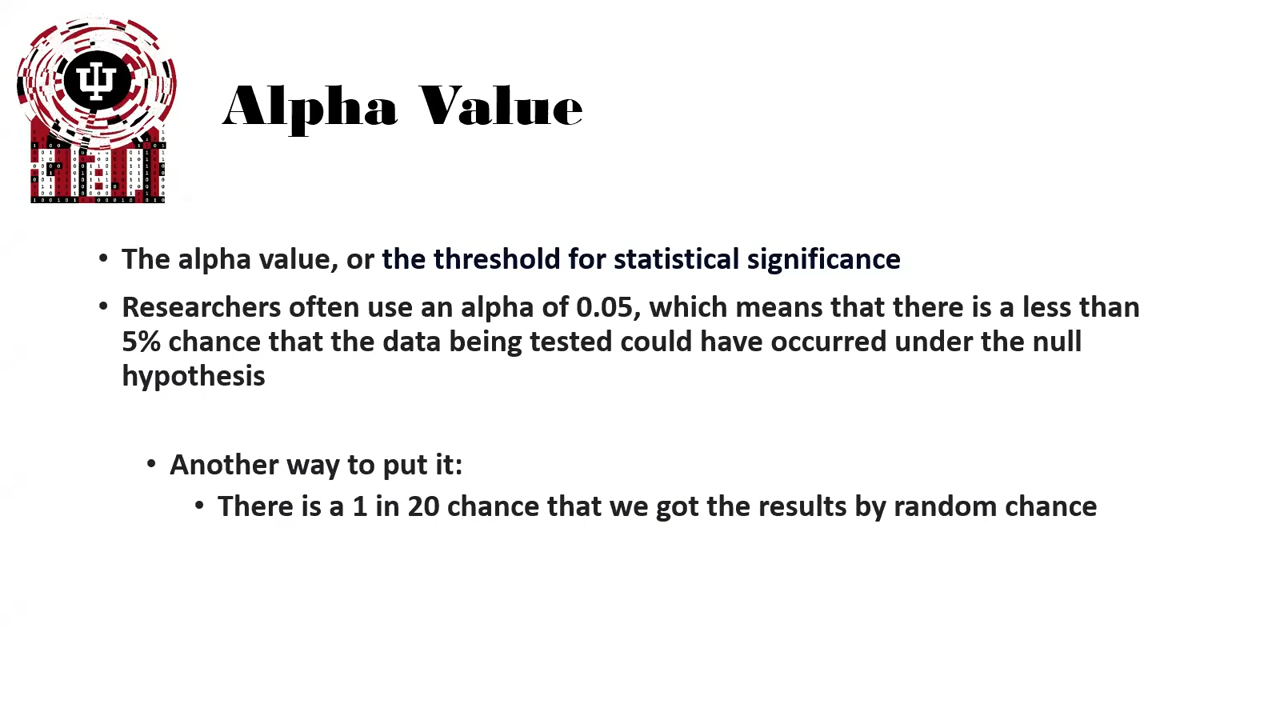 Alpha Value
• The alpha value, or the threshold for statistical significance
• Researchers often use an alpha of 0.05, which means that there is a less than
5% chance that the data being tested could have occurred under the null
hypothesis
• Another way to put it:
• There is a 1 in 20 chance that we got the results by random chance